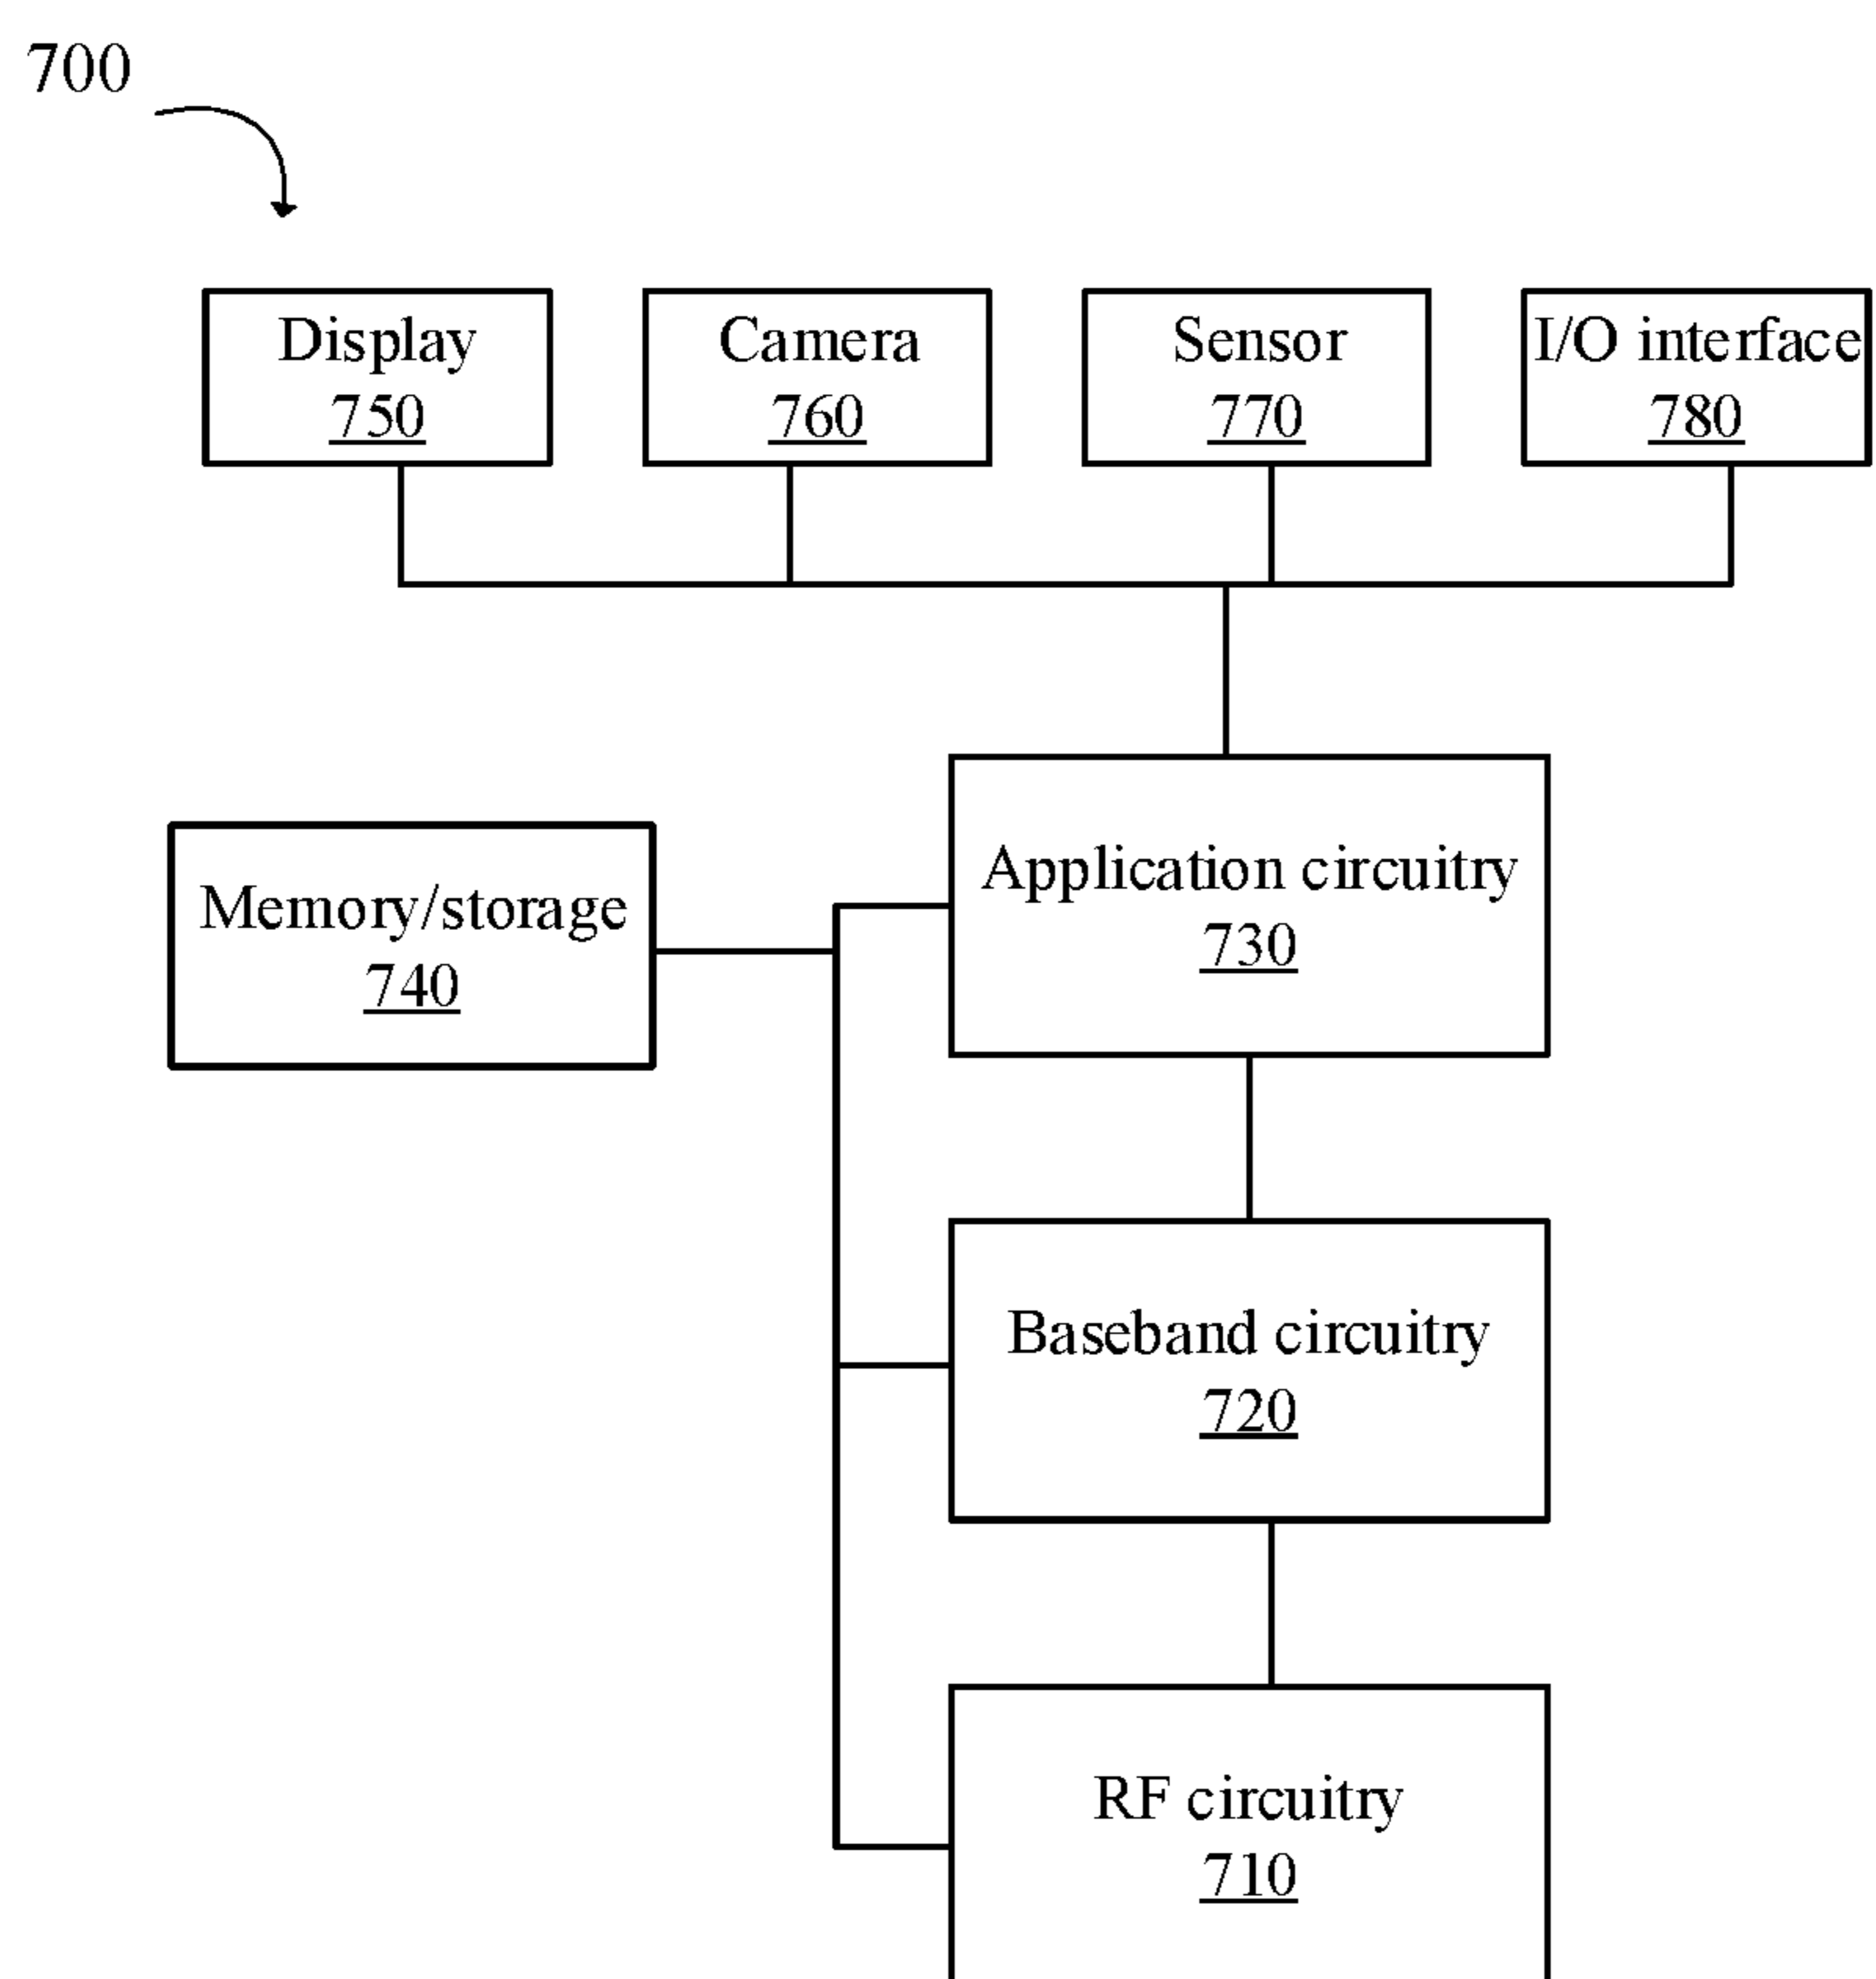 700
Display
750
Camera
760
Sensor
770
I/O interface
780
Application circuitry
730
Memory/storage
740
Baseband circuitry
720
RF circuitry
710